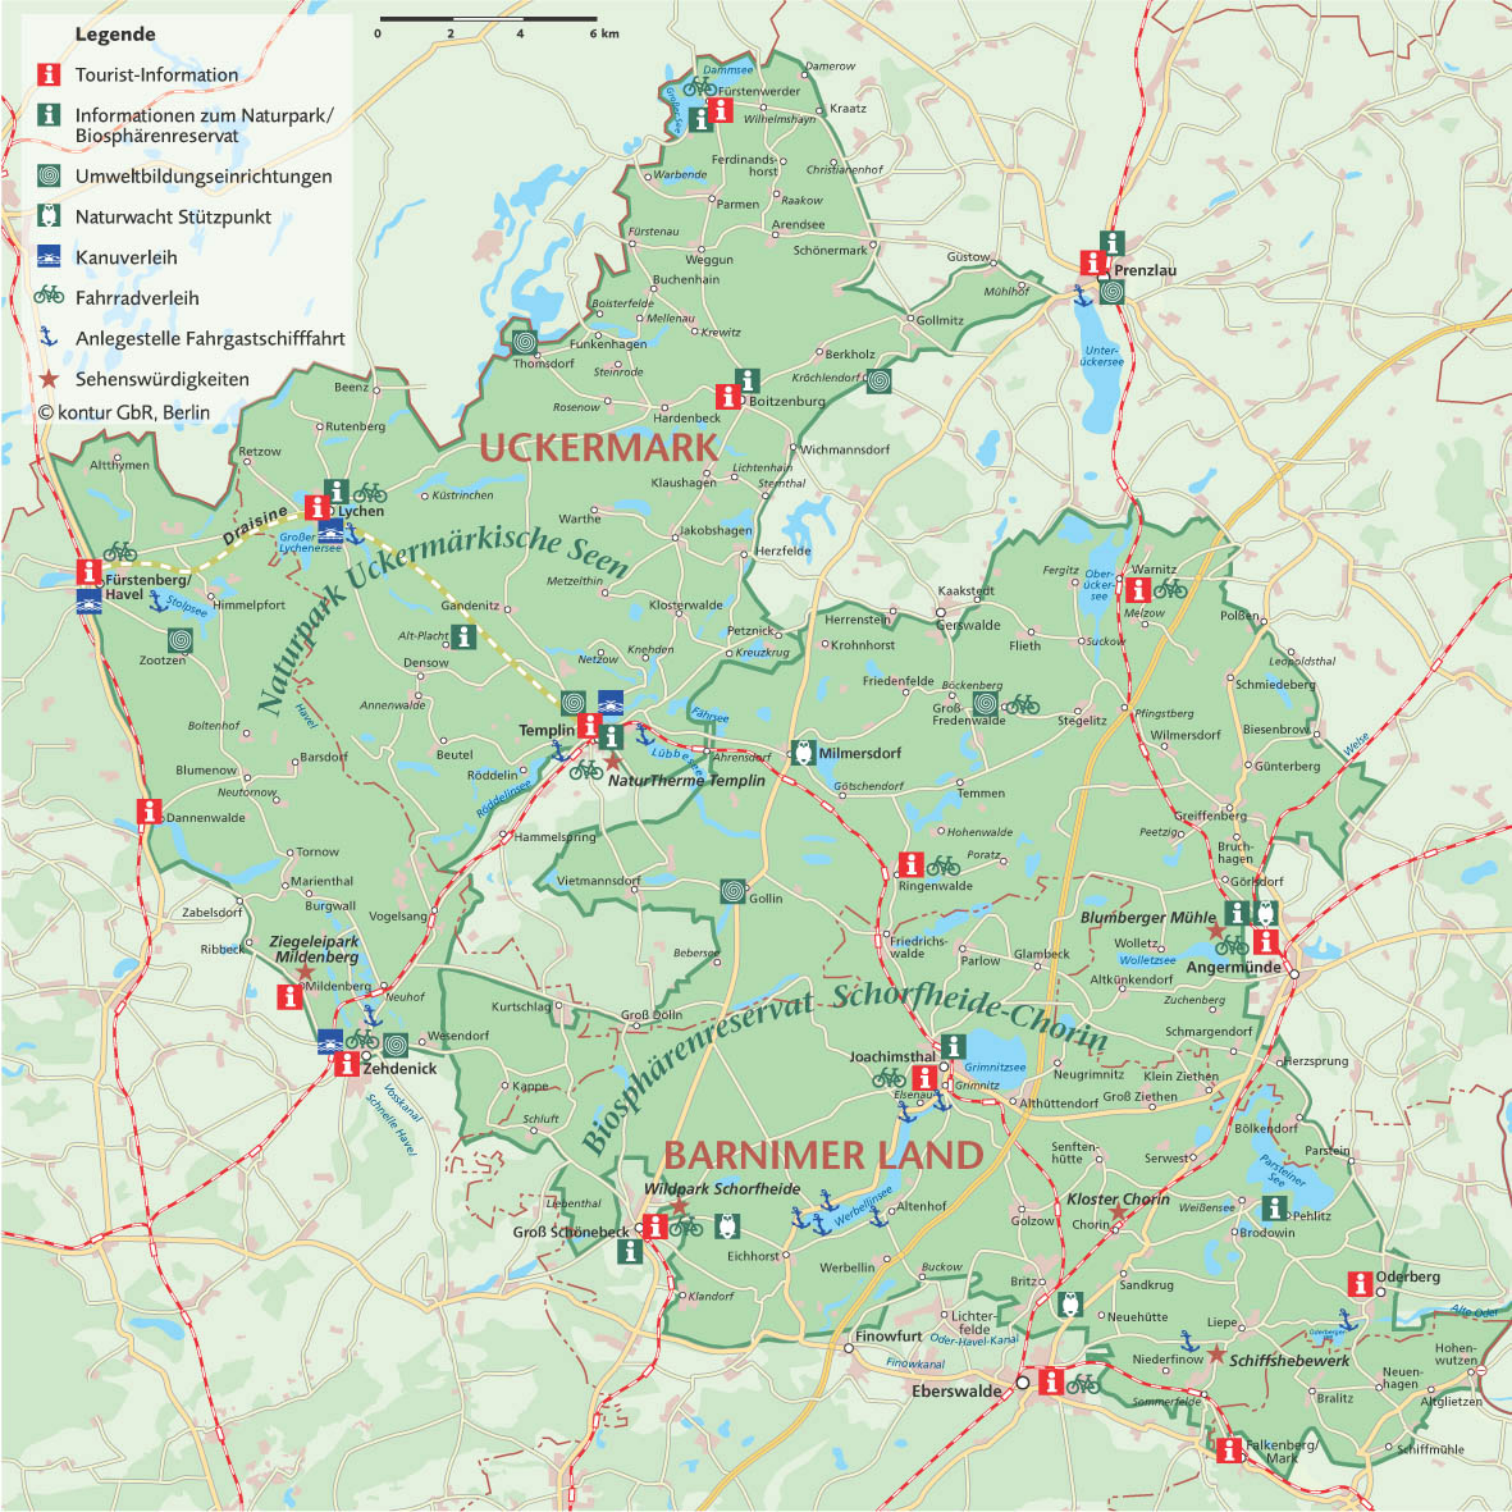 Legende
Tourist-Information
Informationen zum Naturpark/
Biosphärenreservat
Umweltbildungseinrichtungen
Naturwacht Stützpunkt
Kanuverleih
Fahrradverleih
Anlegestelle Fahrgastschifffahrt
Sehenswürdigkeiten
© kontur GbR, Berlin
0 2 4 6 km
Dammsee
Damerow
Fürstenwerder
Großer See
Wilhelmshayn
Kraatz
Ferdinands-
horst
Christianenhof
Warbende
Parmen
Raakow
Arendsee
Fürstenau
Schönermark
Weggun
Güstow
Prenzlau
Buchenhain
Mühlhof
Boisterfelde
Mellenau
Krewitz
Gollmitz
Funkenhagen
Thomsdorf
Steinrode
Berkholz
Unter-
ückersee
Kröchlendorf
Beenz
Rosenow
Hardenbeck
Boitzenburg
Rutenberg
UCKERMARK
Wichmannsdorf
Retzow
Altthymen
Lichtenhain
Klaushagen
Sternthal
Küstrinchen
Lychen
Draisine
Warthe
Großer
Lychenersee
Jakobshagen
Herzfelde
Naturpark Uckermärkische Seen
Fürstenberg/
Havel
Stolpsee
Himmelpfort
Metzelthin
Gandenitz
Klosterwalde
Fergitz
Ober-
ücker-
see
Warnitz
Kaakstedt
Melzow
Alt-Placht
Petznick
Herrenstein
Gerswalde
Polßen
Zootzen
Densow
Netzow
Knehden
Kreuzkrug
Krohnhorst
Flieth
Suckow
Leopoldsthal
Annenwalde
Friedenfelde
Böckenberg
Groß
Fredenwalde
Schmiedeberg
Havel
Fährsee
Stegelitz
Pfingstberg
Boltenhof
Templin
Biesenbrow
Welse
Wilmersdorf
Barsdorf
Beutel
Lübbesee
Ahrensdorf
Milmersdorf
Blumenow
Röddelin
NaturTherme Templin
Günterberg
Neutornow
Röddelinsee
Götschendorf
Temmen
Dannenwalde
Greiffenberg
Hammelspring
Hohenwalde
Peetzig
Tornow
Bruch-
hagen
Poratz
Marienthal
Vietmannsdorf
Ringenwalde
Görlsdorf
Gollin
Zabelsdorf
Burgwall
Vogelsang
Blumberger Mühle
Ribbeck
Ziegeleipark
Mildenberg
Friedrichs-
walde
Bebersee
Parlow
Glambeck
Wolletz
Wolletzsee
Angermünde
Mildenberg
Altkünkendorf
Neuhof
Kurtschlag
Groß Dölln
Zuchenberg
Biosphärenreservat Schorfheide-Chorin
Wesendorf
Schmargendorf
Joachimsthal
Grimnitzsee
Zehdenick
Herzsprung
Neugrimnitz
Klein Ziethen
Kappe
Elsenau
Grimnitz
Althüttendorf
Groß Ziethen
Vosskanal
Schnelle Havel
Schluft
Bölkendorf
BARNIMER LAND
Senften-
hütte
Serwest
Parstein
Parsteiner
See
Wildpark Schorfheide
Liebenthal
Werbellinsee
Altenhof
Kloster Chorin
Weißensee
Pehlitz
Groß Schönebeck
Golzow
Chorin
Brodowin
Eichhorst
Werbellin
Buckow
Britz
Sandkrug
Oderberg
Klandorf
Lichter-
felde
Neuehütte
Alte Oder
Liepe
Oderberger
See
Finowfurt
Oder-Havel-Kanal
Finowkanal
Niederfinow
Schiffshebewerk
Hohen-
wutzen
Neuen-
hagen
Eberswalde
Sommerfelde
Bralitz
Altglietzen
Falkenberg/
Mark
Schiffmühle